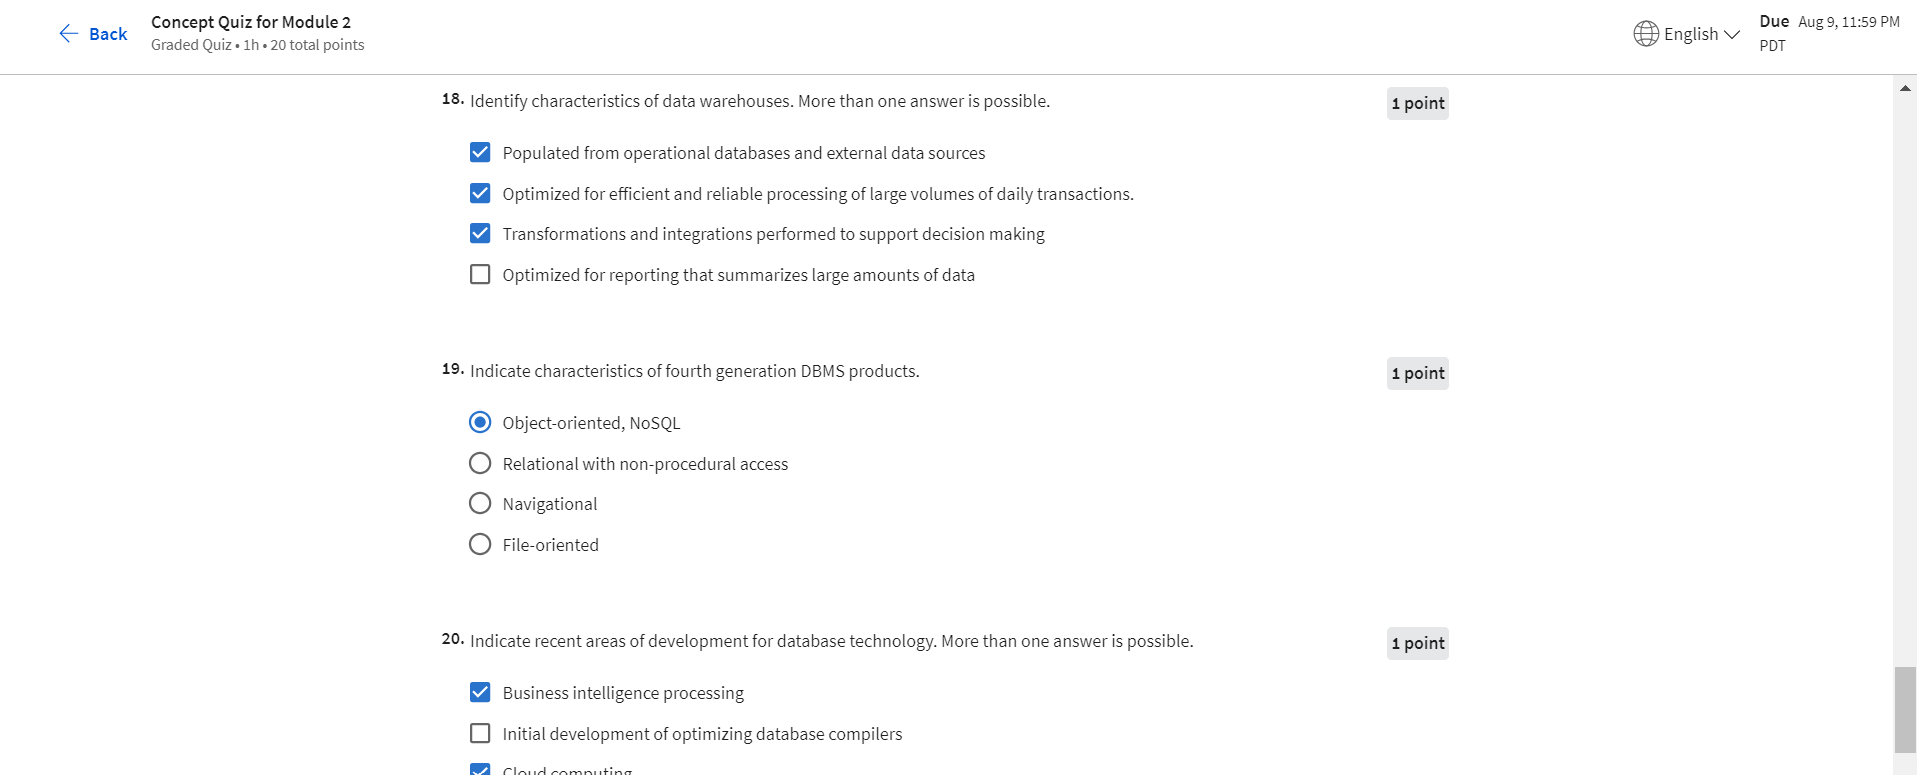 Back
Concept Quiz for Module 2
Graded Quiz • 1h • 20 total points
English
Due Aug 9, 11:59 PM
PDT
18. Identify characteristics of data warehouses. More than one answer is possible.
1 point
Populated from operational databases and external data sources
Optimized for efficient and reliable processing of large volumes of daily transactions.
Transformations and integrations performed to support decision making
Optimized for reporting that summarizes large amounts of data
19. Indicate characteristics of fourth generation DBMS products.
1 point
Object-oriented, NoSQL
Relational with non-procedural access
Navigational
File-oriented
20. Indicate recent areas of development for database technology. More than one answer is possible.
1 point
Business intelligence processing
Initial development of optimizing database compilers
Cloud computing